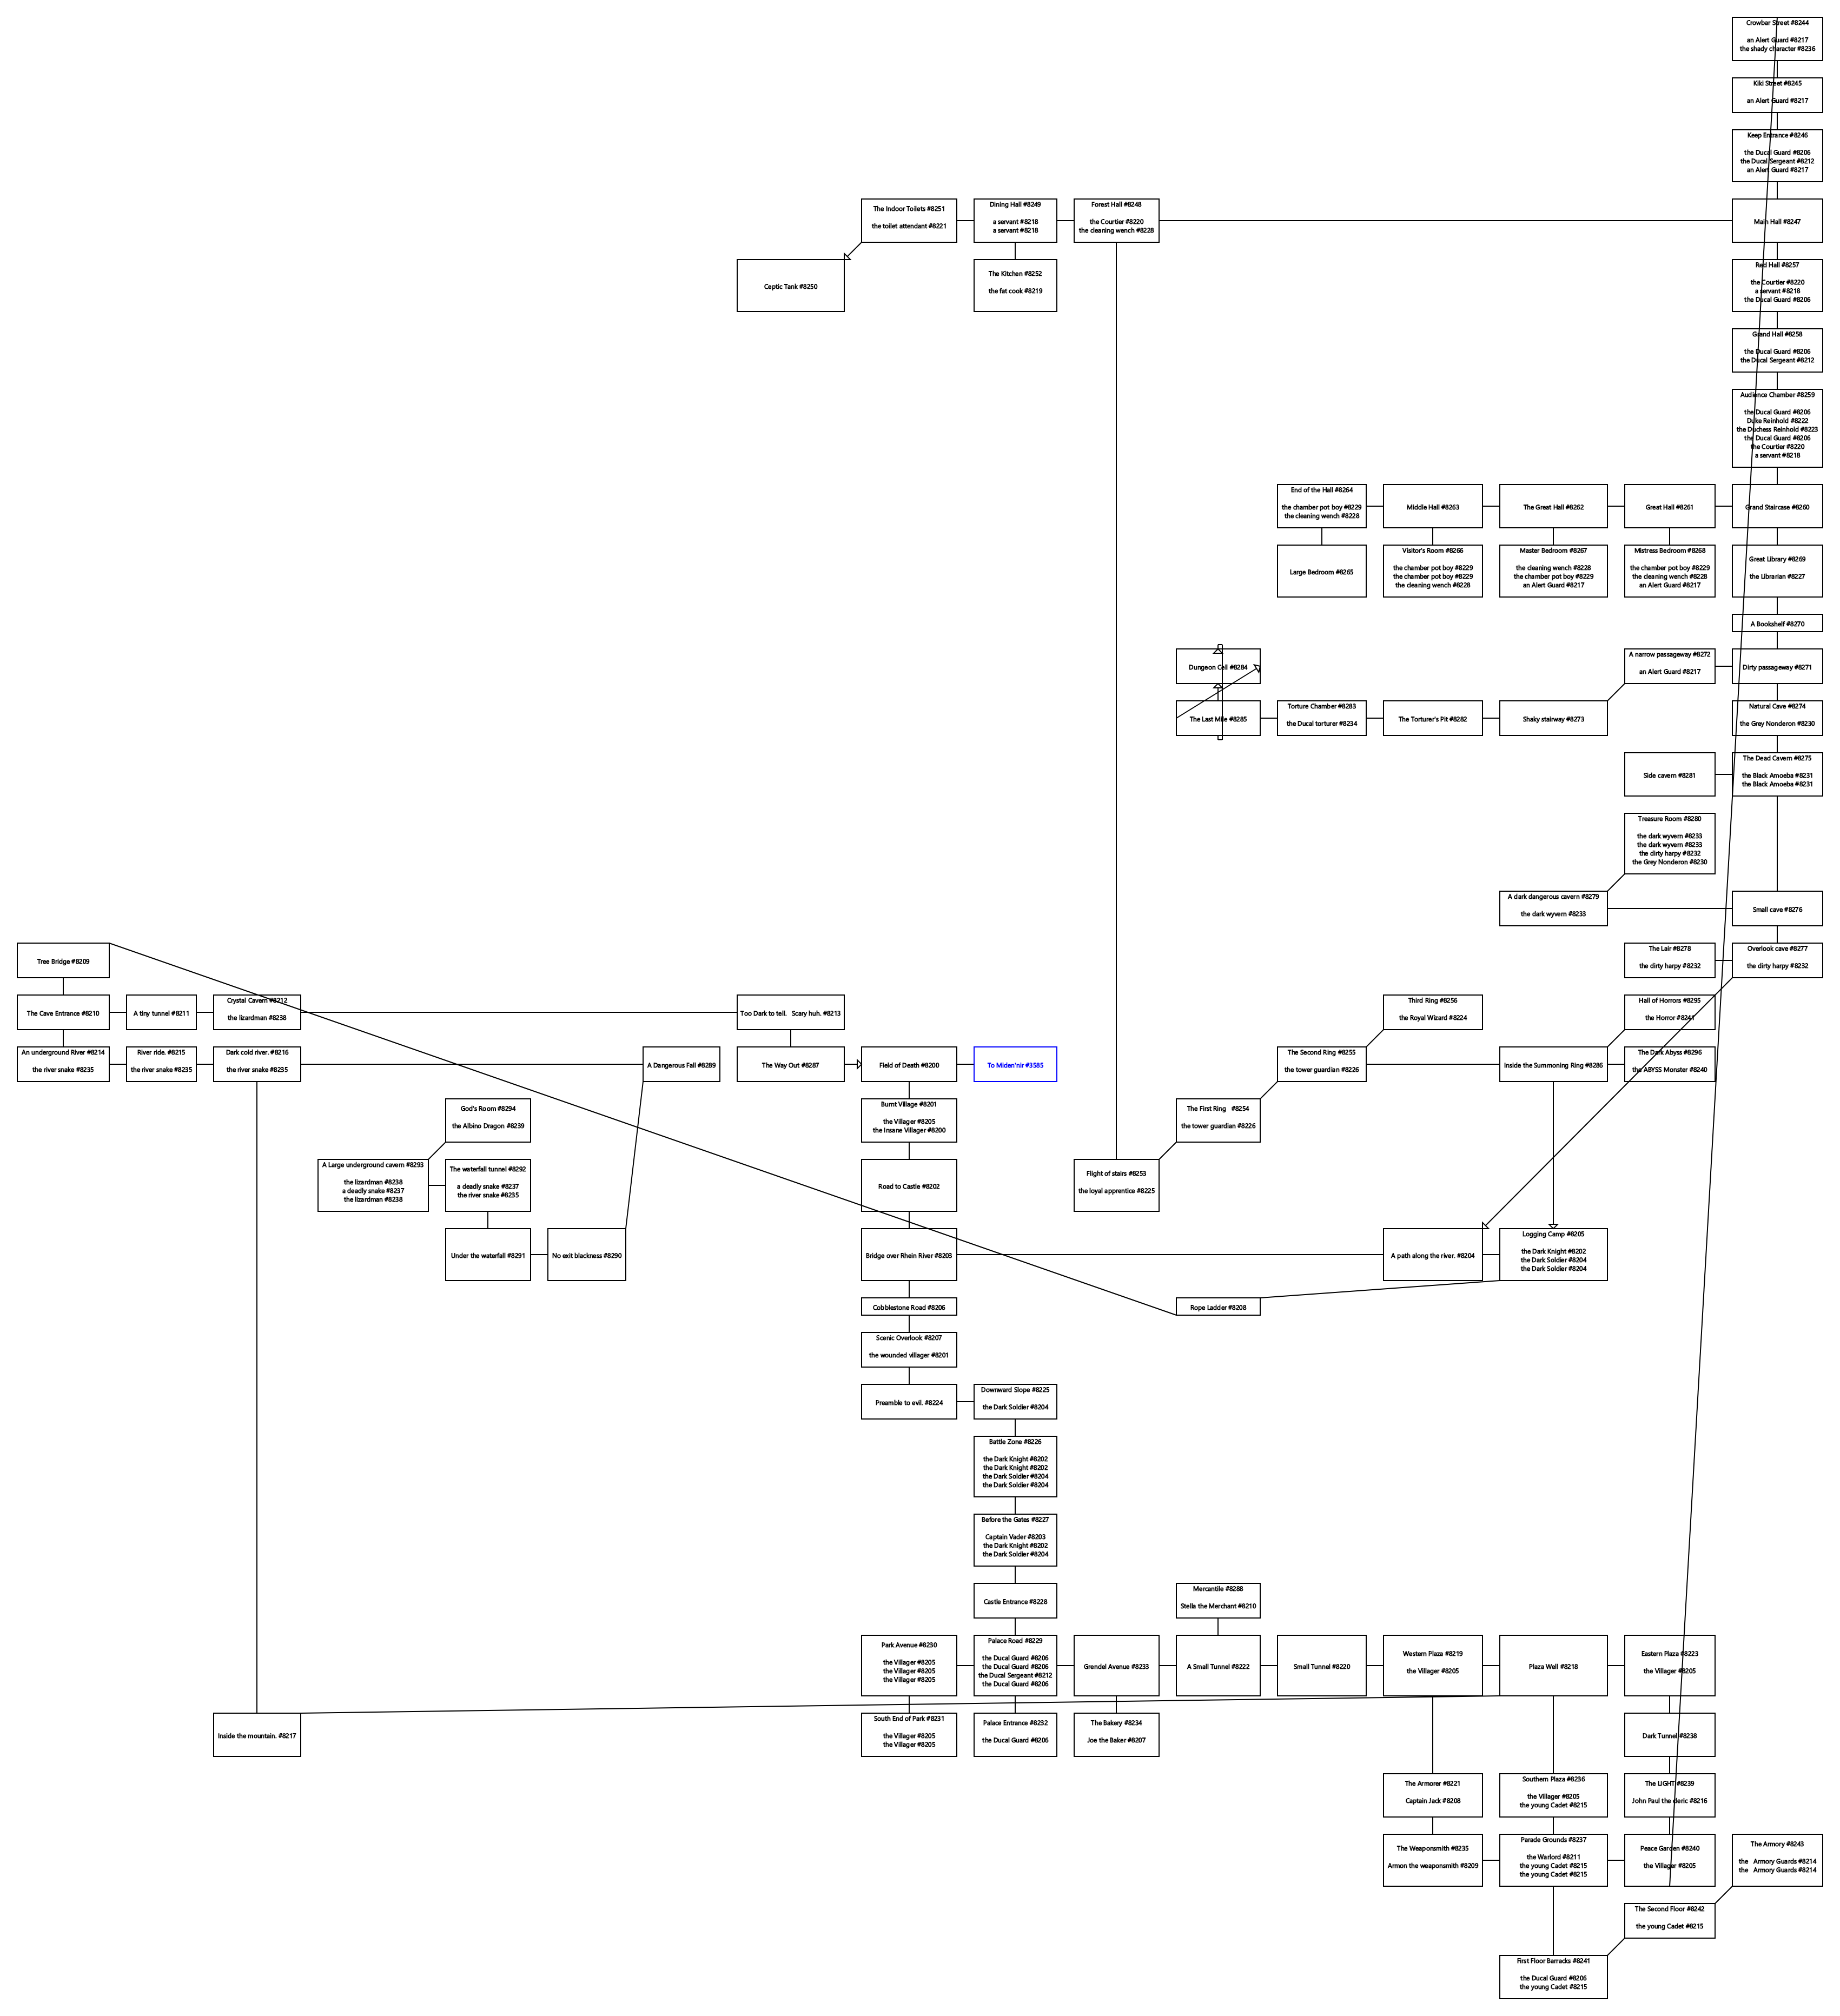 Crowbar Street #8244
an Alert Guard #8217
the shady character #8236
Kiki Street #8245
an Alert Guard #8217
Keep Entrance #8246
the Ducal Guard #8206
the Ducal Sergeant #8212
an Alert Guard #8217
The Indoor Toilets #8251
the toilet attendant #8221
Dining Hall #8249
a servant #8218
a servant #8218
Forest Hall #8248
the Courtier #8220
the cleaning wench #8228
Main Hall #8247
Ceptic Tank #8250
The Kitchen #8252
the fat cook #8219
Red Hall #8257
the Courtier #8220
a servant #8218
the Ducal Guard #8206
Grand Hall #8258
the Ducal Guard #8206
the Ducal Sergeant #8212
Audience Chamber #8259
the Ducal Guard #8206
Duke Reinhold #8222
the Duchess Reinhold #8223
the Ducal Guard #8206
the Courtier #8220
a servant #8218
End of the Hall #8264
the chamber pot boy #8229
the cleaning wench #8228
Middle Hall #8263
The Great Hall #8262
Great Hall #8261
Grand Staircase #8260
Large Bedroom #8265
Visitor's Room #8266
the chamber pot boy #8229
the chamber pot boy #8229
the cleaning wench #8228
Master Bedroom #8267
the cleaning wench #8228
the chamber pot boy #8229
an Alert Guard #8217
Mistress Bedroom #8268
the chamber pot boy #8229
the cleaning wench #8228
an Alert Guard #8217
Great Library #8269
the Librarian #8227
A Bookshelf #8270
Dungeon Cell #8284
A narrow passageway #8272
an Alert Guard #8217
Dirty passageway #8271
The Last Mile #8285
Torture Chamber #8283
the Ducal torturer #8234
The Torturer's Pit #8282
Shaky stairway #8273
Natural Cave #8274
the Grey Nonderon #8230
Side cavern #8281
The Dead Cavern #8275
the Black Amoeba #8231
the Black Amoeba #8231
Treasure Room #8280
the dark wyvern #8233
the dark wyvern #8233
the dirty harpy #8232
the Grey Nonderon #8230
A dark dangerous cavern #8279
the dark wyvern #8233
Small cave #8276
Tree Bridge #8209
The Lair #8278
the dirty harpy #8232
Overlook cave #8277
the dirty harpy #8232
The Cave Entrance #8210
A tiny tunnel #8211
Crystal Cavern #8212
the lizardman #8238
Too Dark to tell.  Scary huh. #8213
Third Ring #8256
the Royal Wizard #8224
Hall of Horrors #8295
the Horror #8241
An underground River #8214
the river snake #8235
River ride. #8215
the river snake #8235
Dark cold river. #8216
the river snake #8235
A Dangerous Fall #8289
The Way Out #8287
Field of Death #8200
To Miden'nir #3585
The Second Ring #8255
the tower guardian #8226
Inside the Summoning Ring #8286
The Dark Abyss #8296
the ABYSS Monster #8240
God's Room #8294
the Albino Dragon #8239
Burnt Village #8201
the Villager #8205
the Insane Villager #8200
The First Ring  #8254
the tower guardian #8226
A Large underground cavern #8293
the lizardman #8238
a deadly snake #8237
the lizardman #8238
The waterfall tunnel #8292
a deadly snake #8237
the river snake #8235
Road to Castle #8202
Flight of stairs #8253
the loyal apprentice #8225
Under the waterfall #8291
No exit blackness #8290
Bridge over Rhein River #8203
A path along the river. #8204
Logging Camp #8205
the Dark Knight #8202
the Dark Soldier #8204
the Dark Soldier #8204
Cobblestone Road #8206
Rope Ladder #8208
Scenic Overlook #8207
the wounded villager #8201
Preamble to evil. #8224
Downward Slope #8225
the Dark Soldier #8204
Battle Zone #8226
the Dark Knight #8202
the Dark Knight #8202
the Dark Soldier #8204
the Dark Soldier #8204
Before the Gates #8227
Captain Vader #8203
the Dark Knight #8202
the Dark Soldier #8204
Castle Entrance #8228
Mercantile #8288
Stella the Merchant #8210
Park Avenue #8230
the Villager #8205
the Villager #8205
the Villager #8205
Palace Road #8229
the Ducal Guard #8206
the Ducal Guard #8206
the Ducal Sergeant #8212
the Ducal Guard #8206
Grendel Avenue #8233
A Small Tunnel #8222
Small Tunnel #8220
Western Plaza #8219
the Villager #8205
Plaza Well #8218
Eastern Plaza #8223
the Villager #8205
Inside the mountain. #8217
South End of Park #8231
the Villager #8205
the Villager #8205
Palace Entrance #8232
the Ducal Guard #8206
The Bakery #8234
Joe the Baker #8207
Dark Tunnel #8238
The Armorer #8221
Captain Jack #8208
Southern Plaza #8236
the Villager #8205
the young Cadet #8215
The LIGHT #8239
John Paul the cleric #8216
The Weaponsmith #8235
Armon the weaponsmith #8209
Parade Grounds #8237
the Warlord #8211
the young Cadet #8215
the young Cadet #8215
Peace Garden #8240
the Villager #8205
The Armory #8243
the  Armory Guards #8214
the  Armory Guards #8214
The Second Floor #8242
the young Cadet #8215
First Floor Barracks #8241
the Ducal Guard #8206
the young Cadet #8215